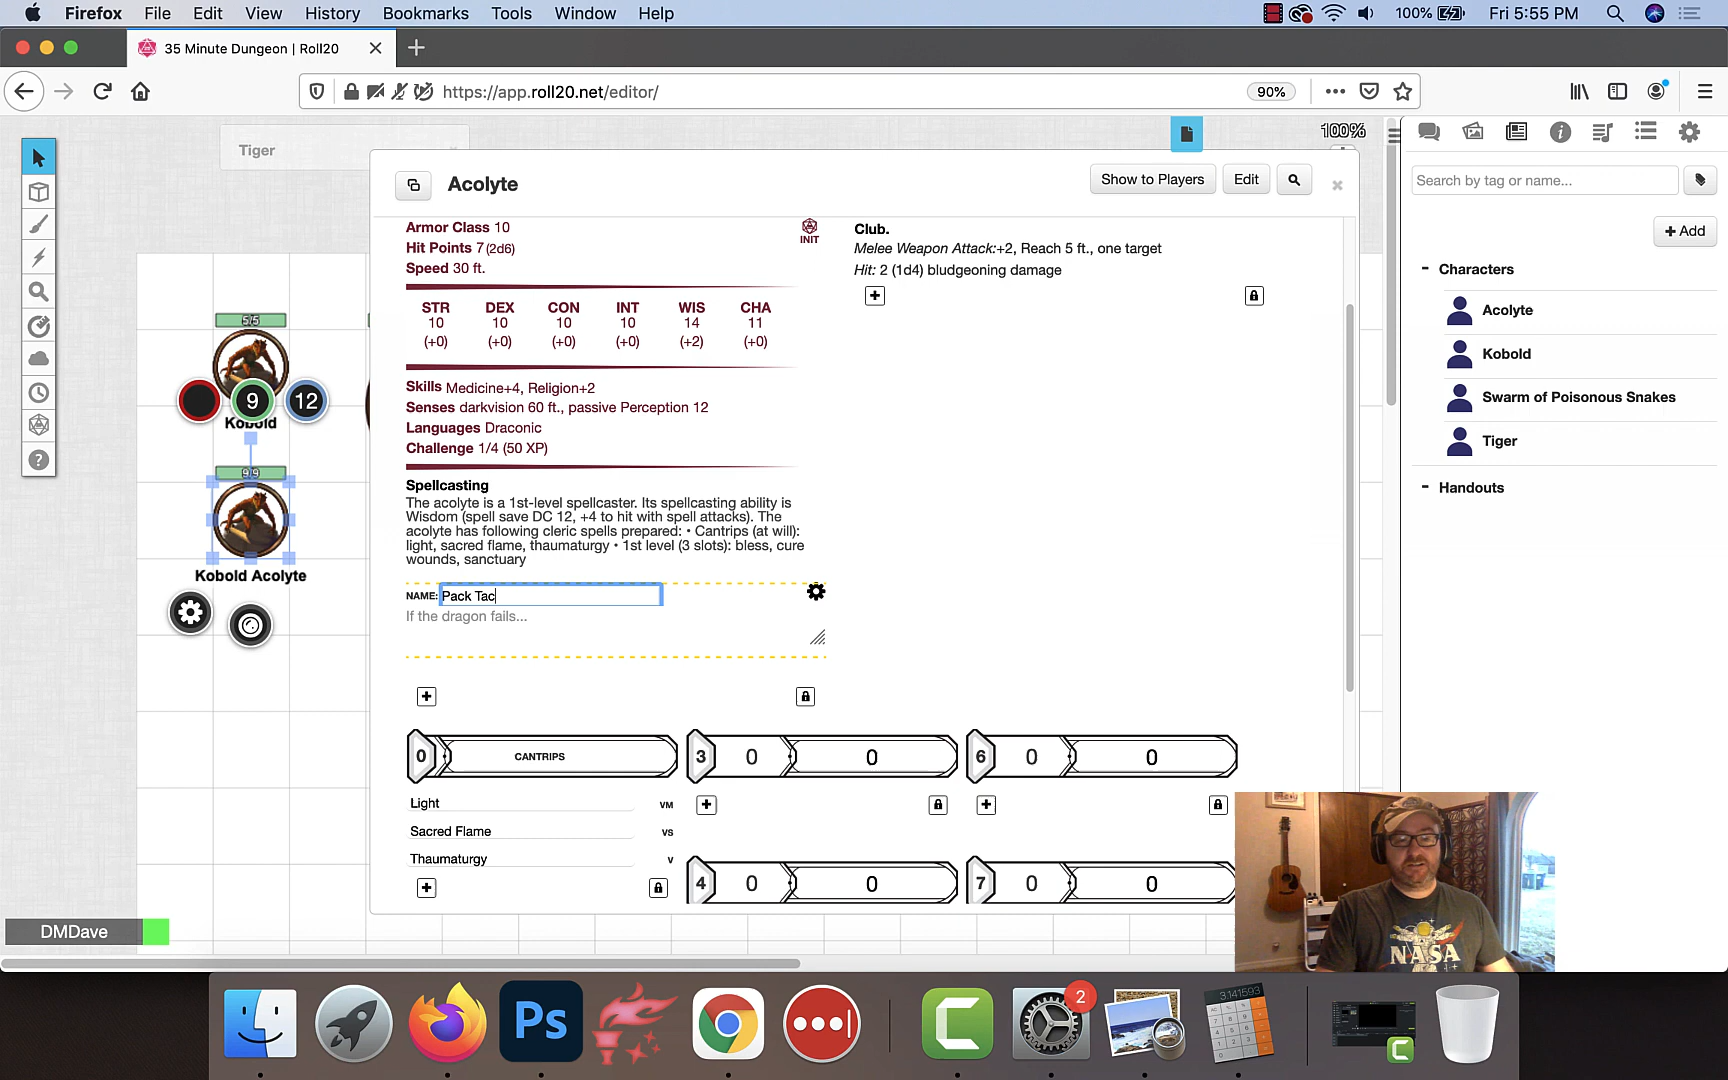 Firefox File Edit View History Bookmarks Tools Window Help 100% Fri 5:55 PM
35 Minute Dungeon | Roll20
https://app.roll20.net/editor/ 90%
Tiger
100%
Acolyte
Show to Players Edit
Armor Class 10
Hit Points 7 (2d6)
Speed 30 ft.
INIT
STR DEX CON INT WIS CHA
10 10 10 10 14 11
(+0) (+0) (+0) (+0) (+2) (+0)
Skills Medicine+4, Religion+2
Senses darkvision 60 ft., passive Perception 12
Languages Draconic
Challenge 1/4 (50 XP)
Spellcasting
The acolyte is a 1st-level spellcaster. Its spellcasting ability is
Wisdom (spell save DC 12, +4 to hit with spell attacks). The
acolyte has following cleric spells prepared: • Cantrips (at will):
light, sacred flame, thaumaturgy • 1st level (3 slots): bless, cure
wounds, sanctuary
NAME: Pack Tac
If the dragon fails...
Club.
Melee Weapon Attack:+2, Reach 5 ft., one target
Hit: 2 (1d4) bludgeoning damage
0 CANTRIPS
Light VM
Sacred Flame VS
Thaumaturgy V
3 0 0
4 0 0
6 0 0
7 0 0
5/5
9 12
Kobold
9/9
Kobold Acolyte
DMDave
Search by tag or name...
+ Add
- Characters
Acolyte
Kobold
Swarm of Poisonous Snakes
Tiger
- Handouts
NASA
Ps
2
3.141593